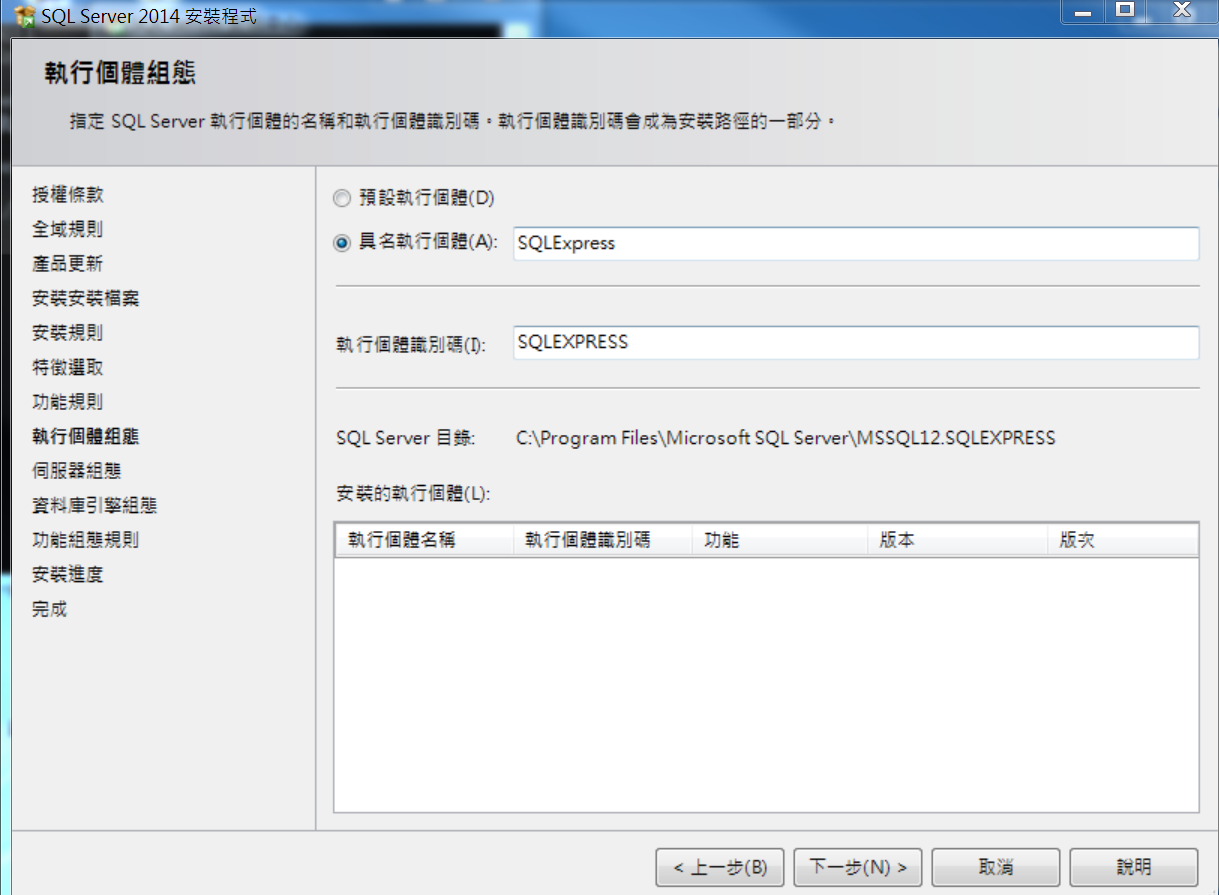 SQL Server 2014 安裝程式
執行個體組態
指定 SQL Server 執行個體的名稱和執行個體識別碼。執行個體識別碼會成為安裝路徑的一部分。
授權條款
全域規則
產品更新
安裝安裝檔案
安裝規則
特徵選取
功能規則
執行個體組態
伺服器組態
資料庫引擎組態
功能組態規則
安裝進度
完成
預設執行個體(D)
具名執行個體(A): SQLExpress
執行個體識別碼(I): SQLEXPRESS
SQL Server 目錄: C:\Program Files\Microsoft SQL Server\MSSQL12.SQLEXPRESS
安裝的執行個體(L):
執行個體名稱 執行個體識別碼 功能 版本 版次
< 上一步(B) 下一步(N) > 取消 說明